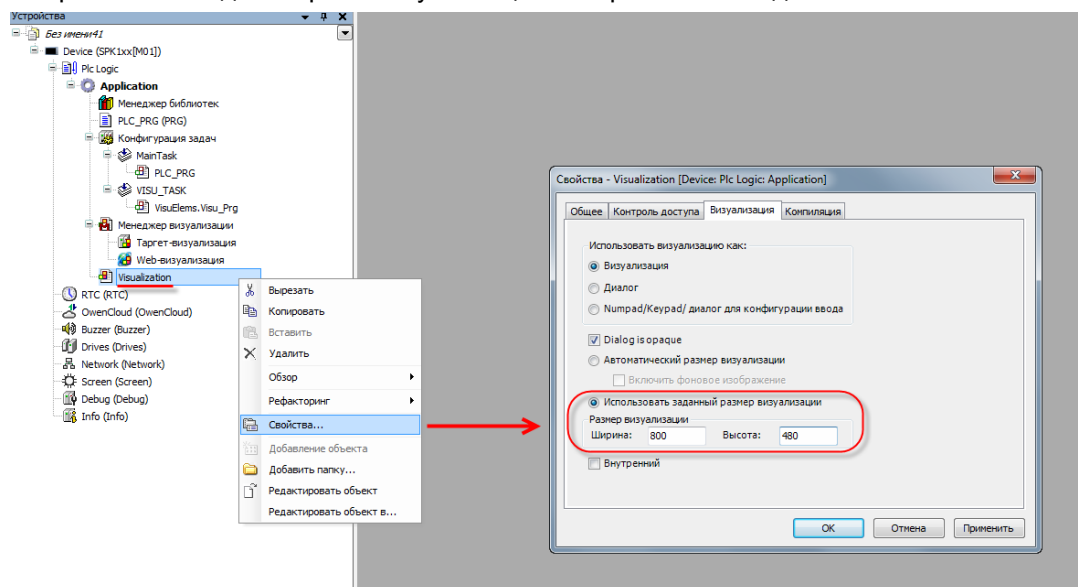 Устройства
Без имени41
Device (SPK1xx[M01])
Plc Logic
Application
Менеджер библиотек
PLC_PRG (PRG)
Конфигурация задач
MainTask
PLC_PRG
VISU_TASK
VisuElems.Visu_Prg
Менеджер визуализации
Таргет-визуализация
Web-визуализация
Visualization
RTC (RTC)
OwenCloud (OwenCloud)
Buzzer (Buzzer)
Drives (Drives)
Network (Network)
Screen (Screen)
Debug (Debug)
Info (Info)
Вырезать
Копировать
Вставить
Удалить
Обзор
Рефакторинг
Свойства...
Добавление объекта
Добавить папку...
Редактировать объект
Редактировать объект в...
Свойства - Visualization [Device: Plc Logic: Application]
Общее Контроль доступа Визуализация Компиляция
Использовать визуализацию как:
Визуализация
Диалог
Numpad/Keypad/ диалог для конфигурации ввода
Dialog is opaque
Автоматический размер визуализации
Включить фоновое изображение
Использовать заданный размер визуализации
Размер визуализации
Ширина: 800 Высота: 480
Внутренний
OK Отмена Применить